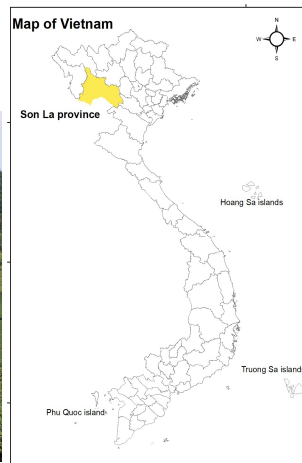 Map of Vietnam
N
W
E
S
Son La province
Hoang Sa islands
Truong Sa island
Phu Quoc island